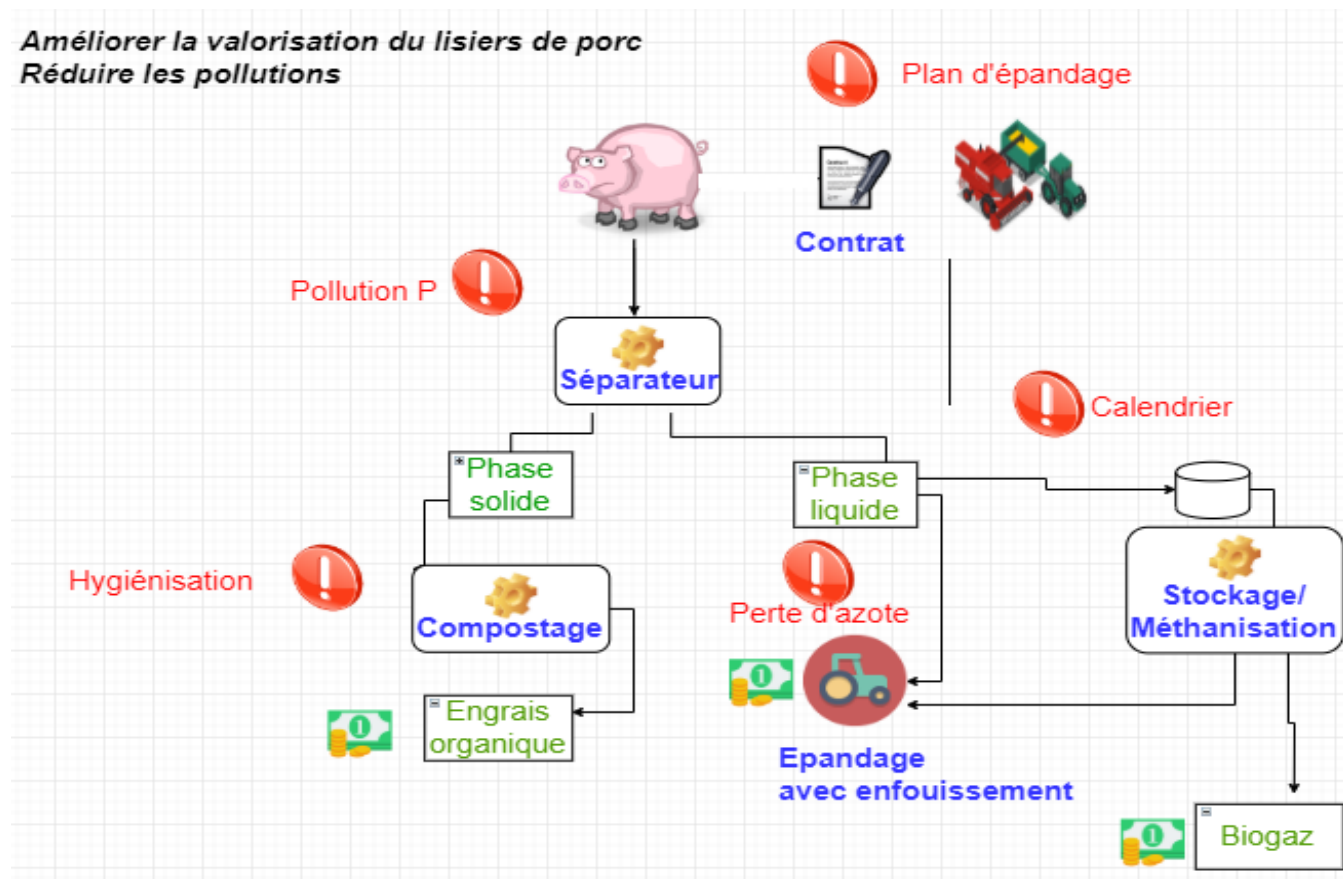 Améliorer la valorisation du lisiers de porc
Réduire les pollutions
Plan d'épandage
Contrat
Pollution P
Séparateur
Calendrier
Phase
solide
Phase
liquide
Hygiénisation
Compostage
Perte d'azote
Stockage/
Méthanisation
Engrais
organique
Epandage
avec enfouissement
Biogaz